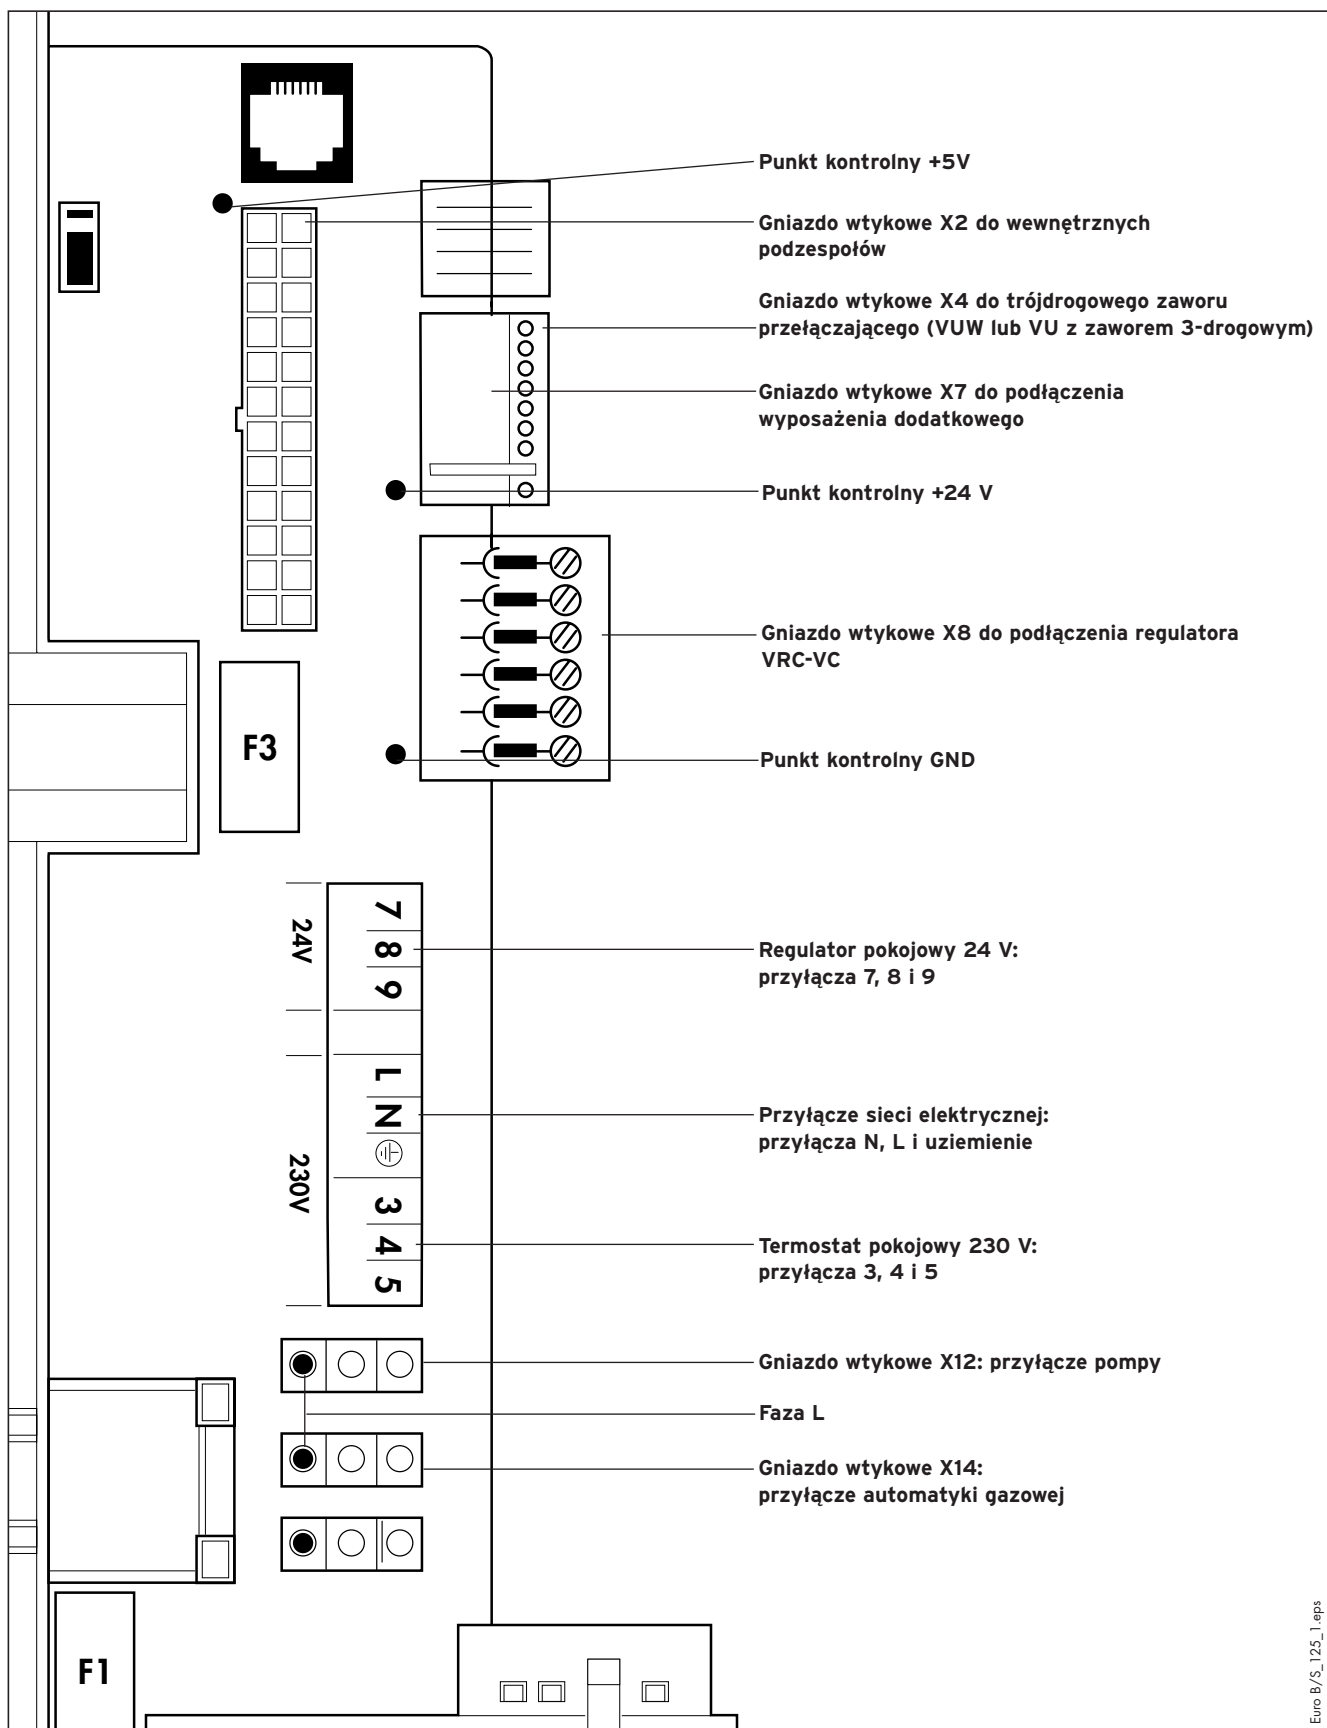 Punkt kontrolny +5V
Gniazdo wtykowe X2 do wewnętrznych
podzespołów
Gniazdo wtykowe X4 do trójdrogowego zaworu
przełączającego (VUW lub VU z zaworem 3-drogowym)
Gniazdo wtykowe X7 do podłączenia
wyposażenia dodatkowego
Punkt kontrolny +24 V
Gniazdo wtykowe X8 do podłączenia regulatora
VRC-VC
F3
Punkt kontrolny GND
24V
7
8
9
Regulator pokojowy 24 V:
przyłącza 7, 8 i 9
230V
L
N
3
4
5
Przyłącze sieci elektrycznej:
przyłącza N, L i uziemienie
Termostat pokojowy 230 V:
przyłącza 3, 4 i 5
Gniazdo wtykowe X12: przyłącze pompy
Faza L
Gniazdo wtykowe X14:
przyłącze automatyki gazowej
F1
Euro B/S_125_1.eps